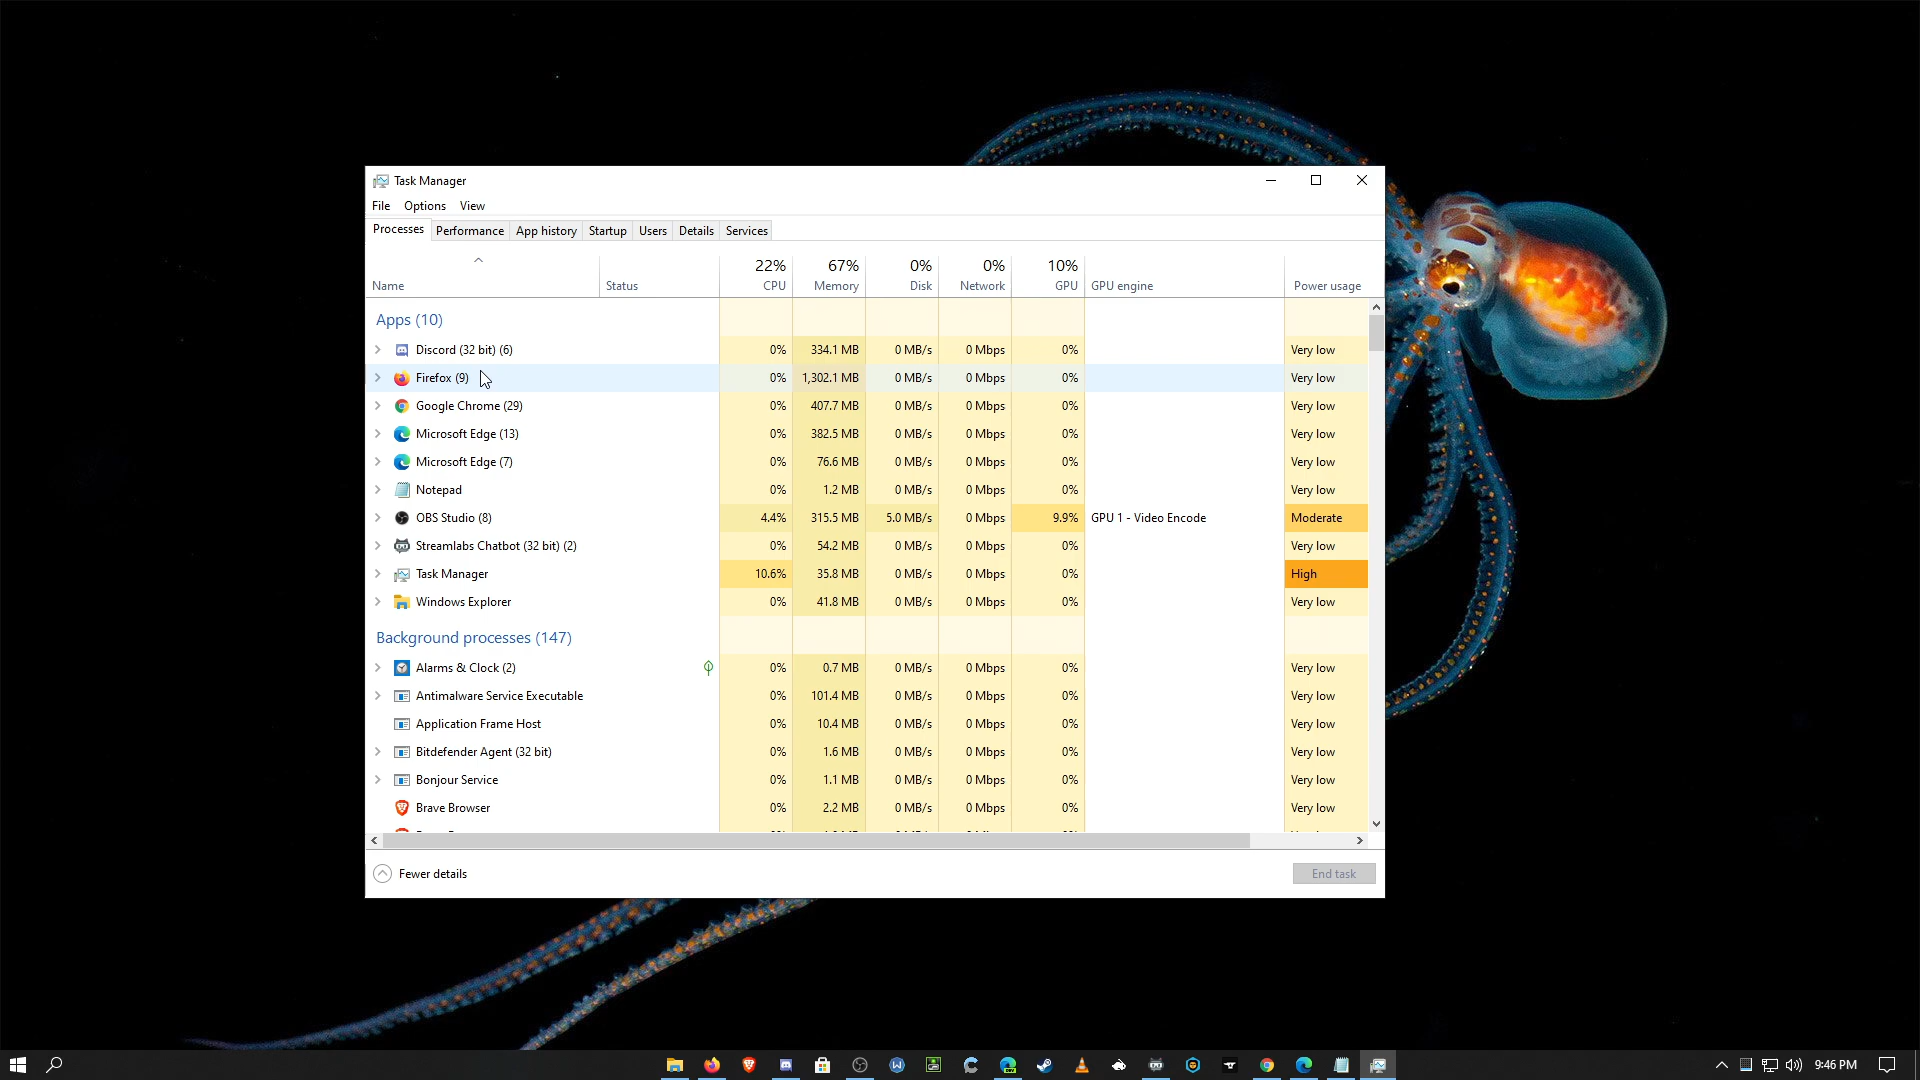 Task Manager
File Options View
Processes Performance App history Startup Users Details Services
22% 67% 0% 0% 10%
Name Status CPU Memory Disk Network GPU GPU engine Power usage
Apps (10)
Discord (32 bit) (6) 0% 334.1 MB 0 MB/s 0 Mbps 0% Very low
Firefox (9) 0% 1,302.1 MB 0 MB/s 0 Mbps 0% Very low
Google Chrome (29) 0% 407.7 MB 0 MB/s 0 Mbps 0% Very low
Microsoft Edge (13) 0% 382.5 MB 0 MB/s 0 Mbps 0% Very low
Microsoft Edge (7) 0% 76.6 MB 0 MB/s 0 Mbps 0% Very low
Notepad 0% 1.2 MB 0 MB/s 0 Mbps 0% Very low
OBS Studio (8) 4.4% 315.5 MB 5.0 MB/s 0 Mbps 9.9% GPU 1 - Video Encode Moderate
Streamlabs Chatbot (32 bit) (2) 0% 54.2 MB 0 MB/s 0 Mbps 0% Very low
Task Manager 10.6% 35.8 MB 0 MB/s 0 Mbps 0% High
Windows Explorer 0% 41.8 MB 0 MB/s 0 Mbps 0% Very low
Background processes (147)
Alarms & Clock (2) 0% 0.7 MB 0 MB/s 0 Mbps 0% Very low
Antimalware Service Executable 0% 101.4 MB 0 MB/s 0 Mbps 0% Very low
Application Frame Host 0% 10.4 MB 0 MB/s 0 Mbps 0% Very low
Bitdefender Agent (32 bit) 0% 1.6 MB 0 MB/s 0 Mbps 0% Very low
Bonjour Service 0% 1.1 MB 0 MB/s 0 Mbps 0% Very low
Brave Browser 0% 2.2 MB 0 MB/s 0 Mbps 0% Very low
Fewer details End task
9:46 PM